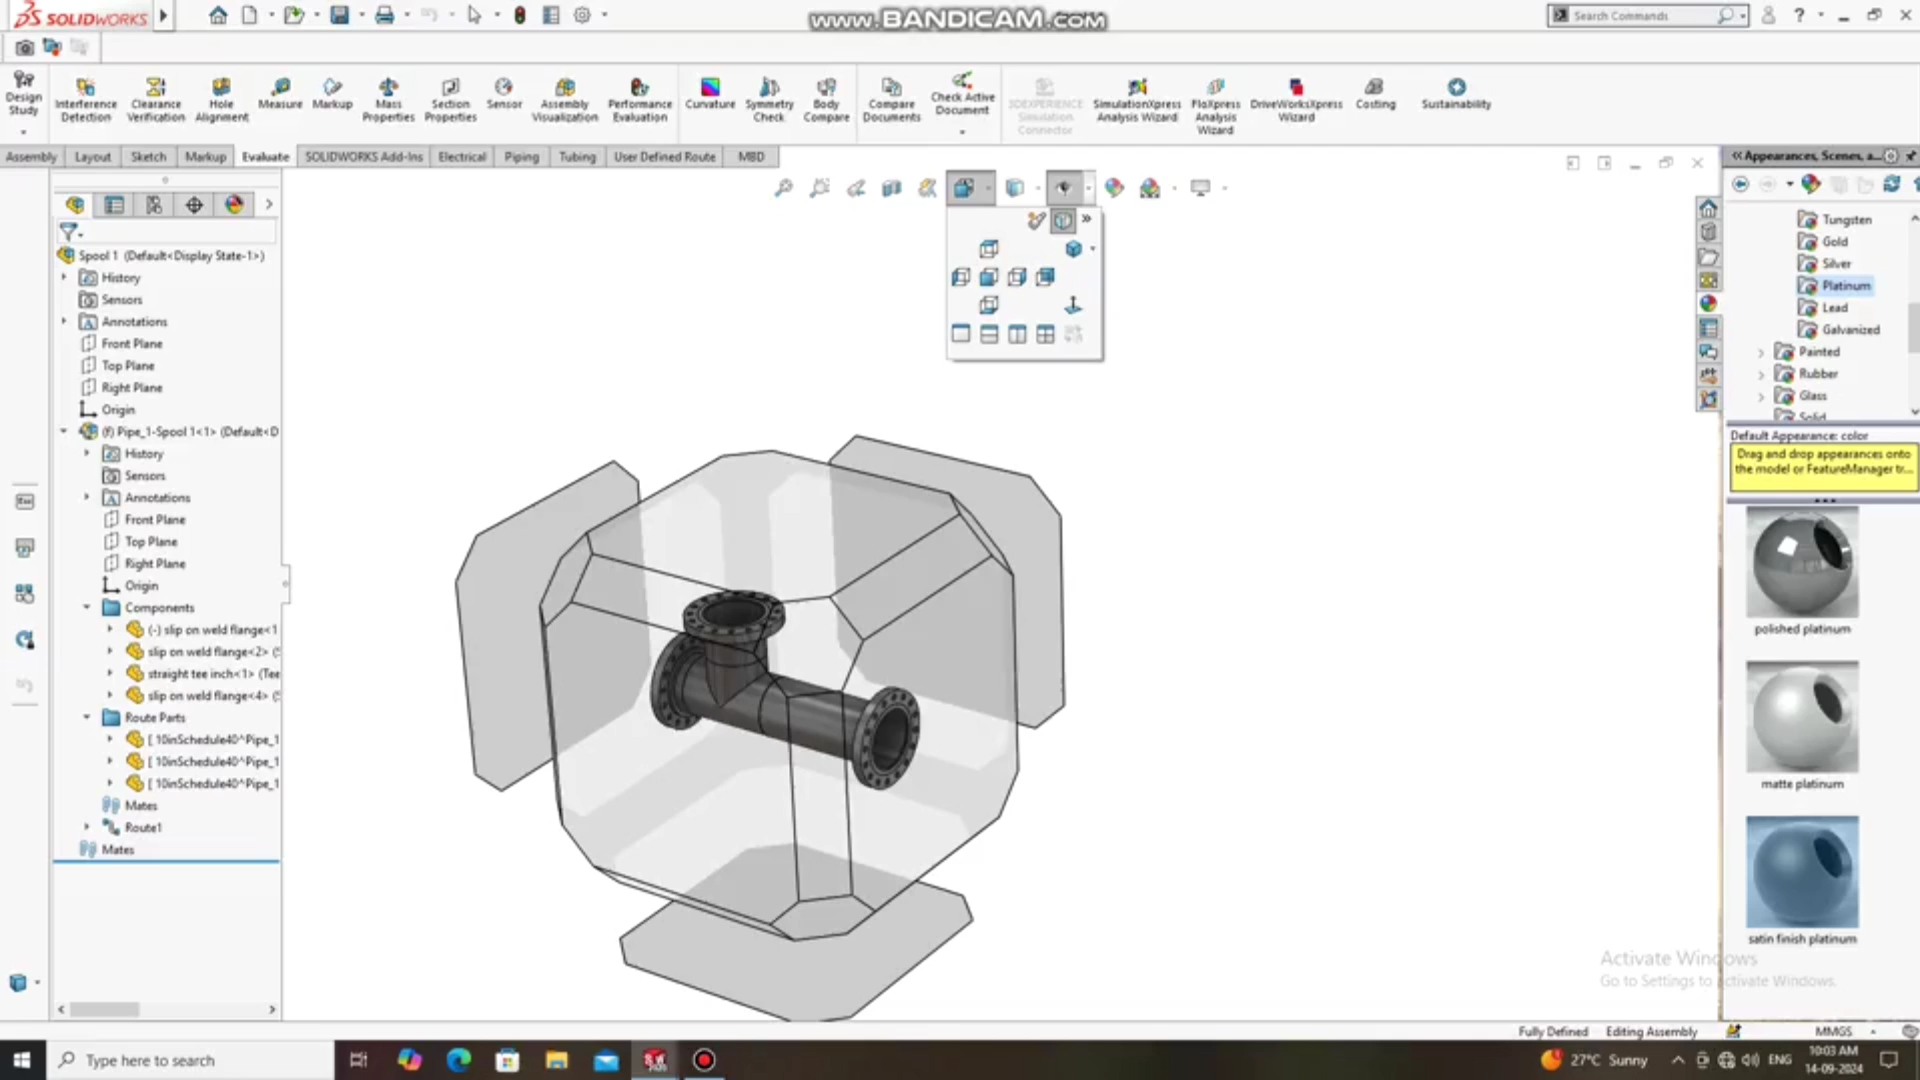 SOLIDWORKS
www.BANDICAM.com
Search Commands
Design Study
Interference Detection
Clearance Verification
Hole Alignment
Measure
Markup
Mass Properties
Section Properties
Sensor
Assembly Visualization
Performance Evaluation
Curvature
Symmetry Check
Body Compare
Compare Documents
Check Active Document
3DEXPERIENCE Simulation Connector
SimulationXpress Analysis Wizard
FloXpress Analysis Wizard
DriveWorksXpress Wizard
Costing
Sustainability
Assembly
Layout
Sketch
Markup
Evaluate
SOLIDWORKS Add-Ins
Electrical
Piping
Tubing
User Defined Route
MBD
Spool 1 (Default<Display State-1>)
History
Sensors
Annotations
Front Plane
Top Plane
Right Plane
Origin
(f) Pipe_1-Spool 1<1> (Default<D
History
Sensors
Annotations
Front Plane
Top Plane
Right Plane
Origin
Components
(-) slip on weld flange<1
slip on weld flange<2> (S
straight tee inch<1> (Tee
slip on weld flange<4> (S
Route Parts
[ 10inSchedule40^Pipe_1
[ 10inSchedule40^Pipe_1
[ 10inSchedule40^Pipe_1
Mates
Route1
Mates
Appearances, Scenes, a...
Tungsten
Gold
Silver
Platinum
Lead
Galvanized
Painted
Rubber
Glass
Default Appearance: color
Drag and drop appearances onto
the model or FeatureManager tr...
polished platinum
matte platinum
satin finish platinum
Activate Windows
Go to Settings to activate Windows.
Fully Defined
Editing Assembly
MMGS
Type here to search
27°C Sunny
ENG
10:03 AM
14-09-2024